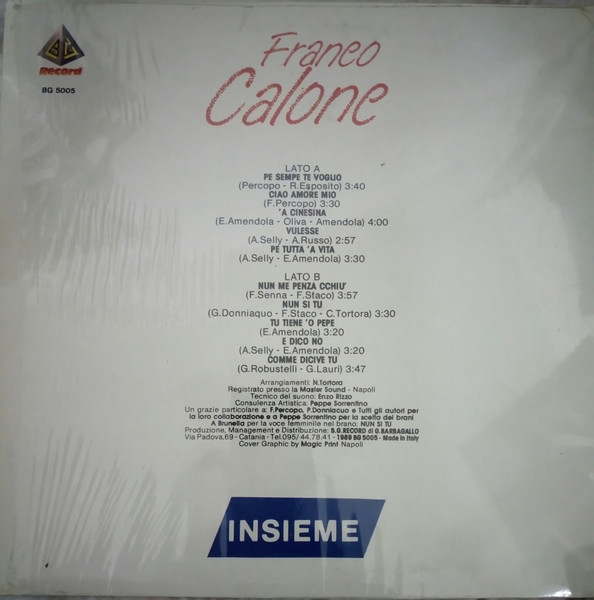 BG
Record
BG 5005
Franco
Calone
LATO A
PE SEMPE TE VOGLIO
(Percopo - R.Esposito) 3:40
CIAO AMORE MIO
(F.Percopo) 3:30
'A CINESINA
(E.Amendola - Oliva - Amendola) 4:00
VULESSE
(A.Selly - A.Russo) 2:57
PE TUTTA 'A VITA
(A.Selly - E.Amendola) 3:30
LATO B
NUN ME PENZA CCHIU'
(F.Senna - F.Staco) 3:57
NUN SI TU
(G.Donniaquo - F.Staco - C.Tortora) 3:30
TU TIENE 'O PEPE
(E.Amendola) 3:20
E DICO NO
(A.Selly - E.Amendola) 3:20
COMME DICIVE TU
(G.Robustelli - G.Lauri) 3:47
Arrangiamenti: N.Tortora
Registrato presso la Master Sound - Napoli
Tecnico del suono: Enzo Rizzo
Consulenza Artistica: Peppe Sorrentino
Un grazie particolare a: F.Percopo, P.Donniacuo e Tutti gli autori per
la loro collaborazione e a Peppe Sorrentino per la scelta dei brani
A Brunella per la voce femminile nel brano: NUN SI TU
Produzione, Management e Distribuzione: B.G.RECORD di G.BARBAGALLO
Via Padova,69 - Catania - Tel.095/ 44.78.41 - 1989 BG 5005 - Made in Italy
Cover Graphic by Magic Print Napoli
INSIEME